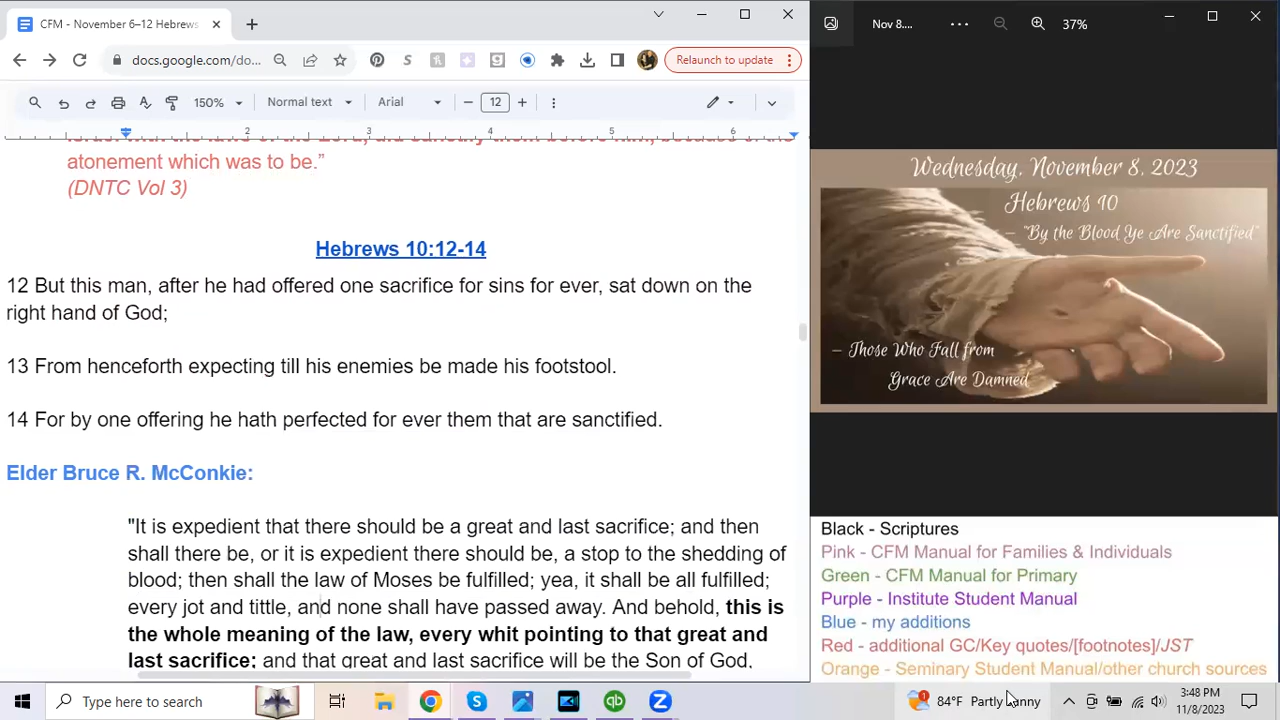 CFM - November 6–12 Hebrews
docs.google.com/do...
Relaunch to update
150%
Normal text
Arial
12
2
3
4
5
6
atonement which was to be.”
(DNTC Vol 3)
Hebrews 10:12-14
12 But this man, after he had offered one sacrifice for sins for ever, sat down on the
right hand of God;
13 From henceforth expecting till his enemies be made his footstool.
14 For by one offering he hath perfected for ever them that are sanctified.
Elder Bruce R. McConkie:
"It is expedient that there should be a great and last sacrifice; and then
shall there be, or it is expedient there should be, a stop to the shedding of
blood; then shall the law of Moses be fulfilled; yea, it shall be all fulfilled;
every jot and tittle, and none shall have passed away. And behold, this is
the whole meaning of the law, every whit pointing to that great and
last sacrifice; and that great and last sacrifice will be the Son of God,
Nov 8....
37%
Wednesday, November 8, 2023
Hebrews 10
– "By the Blood Ye Are Sanctified"
– Those Who Fall from
Grace Are Damned
Black - Scriptures
Pink - CFM Manual for Families & Individuals
Green - CFM Manual for Primary
Purple - Institute Student Manual
Blue - my additions
Red - additional GC/Key quotes/[footnotes]/JST
Orange - Seminary Student Manual/other church sources
Type here to search
84°F Partly sunny
3:48 PM
11/8/2023